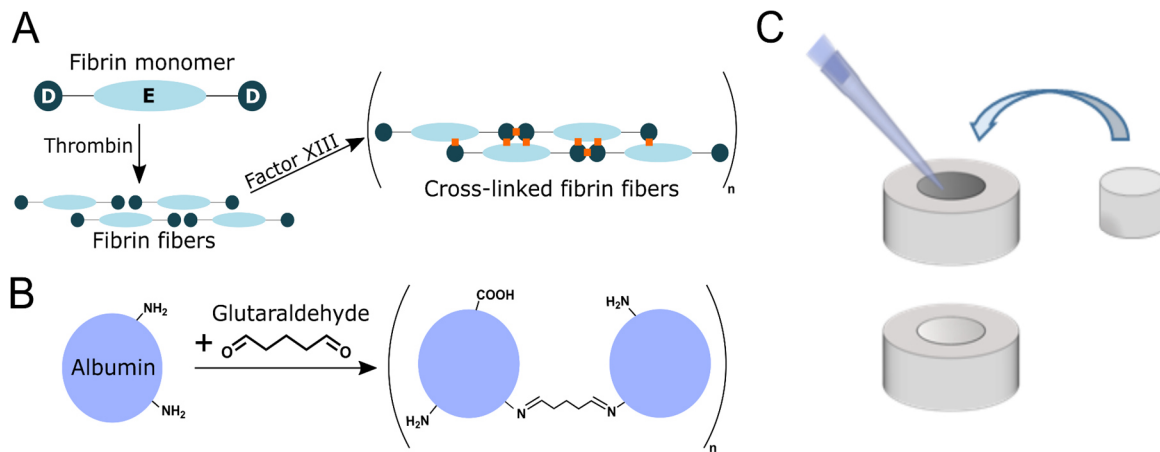 A
Fibrin monomer
D
E
D
Thrombin
Fibrin fibers
Factor XIII
Cross-linked fibrin fibers
n
B
Albumin
NH₂
NH₂
+
Glutaraldehyde
O
O
COOH
H₂N
N
N
H₂N
n
C